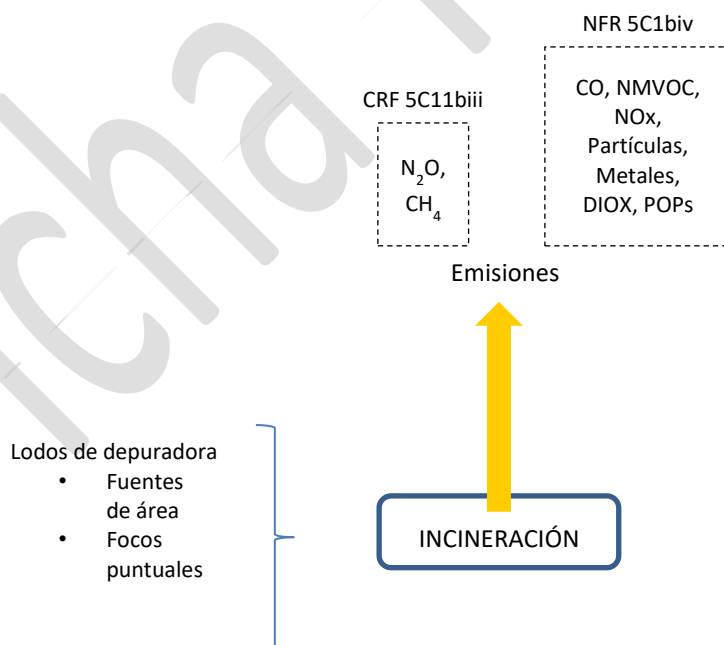 NFR 5C1biv
CRF 5C11biii
CO, NMVOC,
NOx,
Partículas,
Metales,
DIOX, POPs
N₂O,
CH₄
Emisiones
Lodos de depuradora
• Fuentes
de área
• Focos
puntuales
INCINERACIÓN